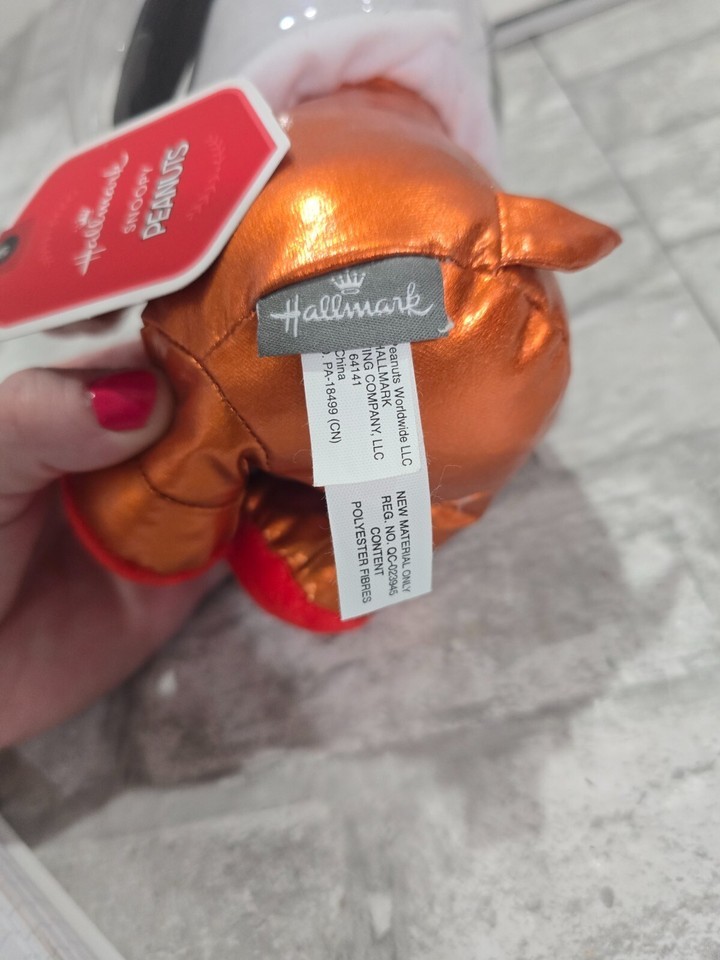 Hallmark
SNOOPY
PEANUTS
Hallmark
eanuts Worldwide LLC
HALLMARK
ING COMPANY, LLC
64141
China
. PA-18499 (CN)
NEW MATERIAL ONLY
REG. NO. QC-023945
CONTENT
POLYESTER FIBRES